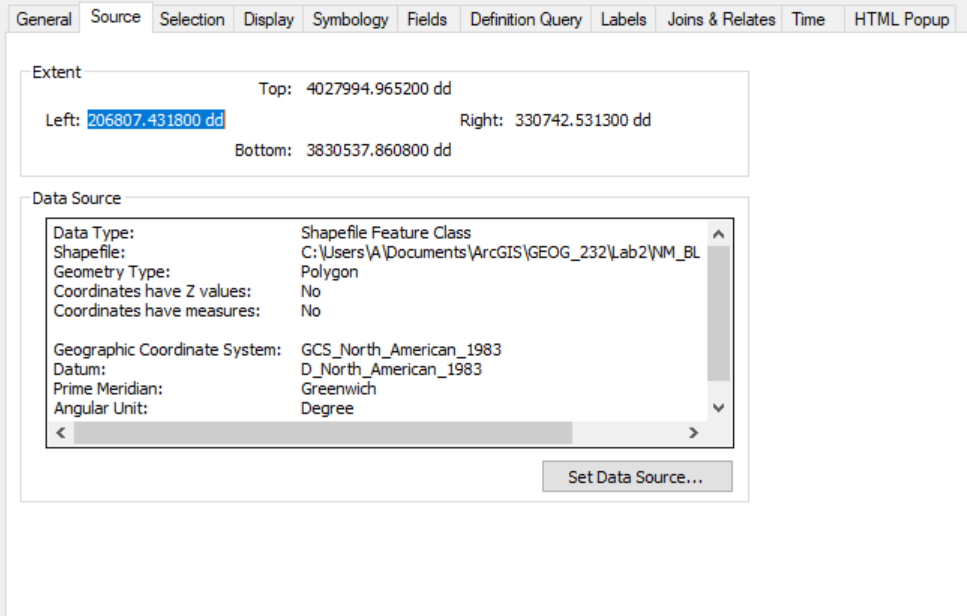 General Source Selection Display Symbology Fields Definition Query Labels Joins & Relates Time HTML Popup
Extent
Top: 4027994.965200 dd
Left: 206807.431800 dd Right: 330742.531300 dd
Bottom: 3830537.860800 dd
Data Source
Data Type: Shapefile Feature Class
Shapefile: C:\Users\A\Documents\ArcGIS\GEOG_232\Lab2\NM_BL
Geometry Type: Polygon
Coordinates have Z values: No
Coordinates have measures: No
Geographic Coordinate System: GCS_North_American_1983
Datum: D_North_American_1983
Prime Meridian: Greenwich
Angular Unit: Degree
Set Data Source...